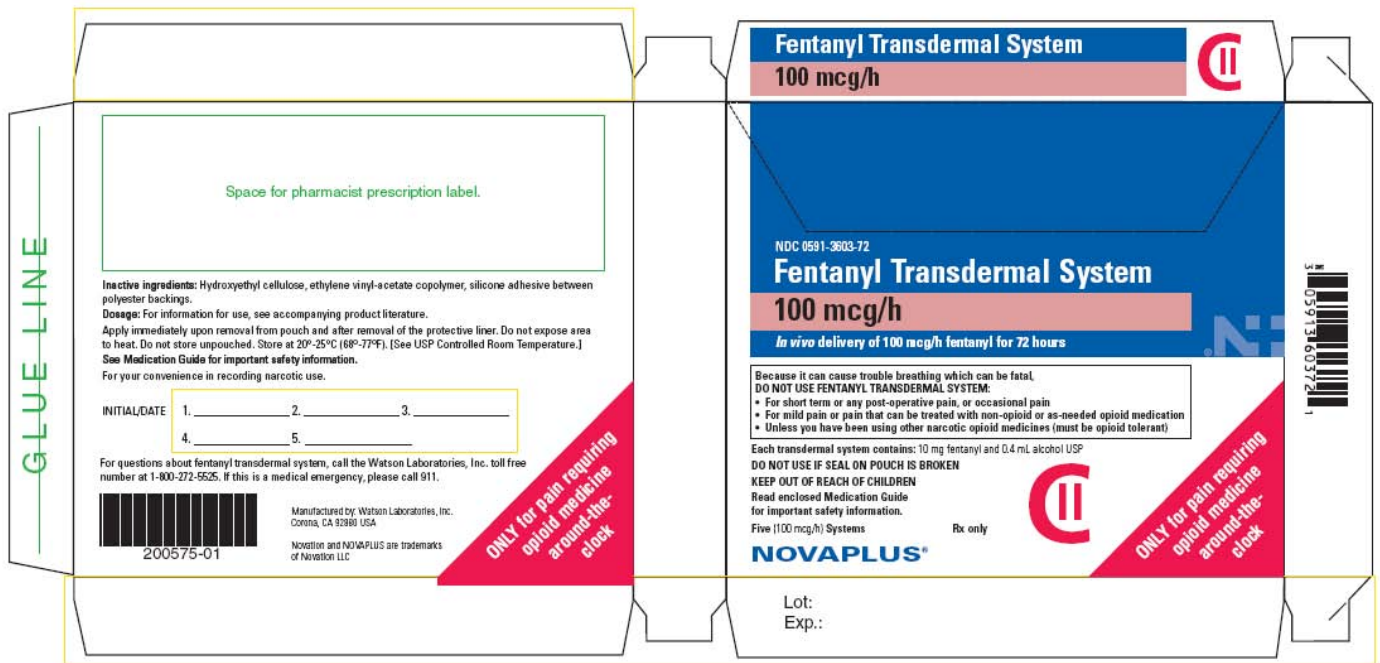 GLUE LINE
Space for pharmacist prescription label.
Inactive ingredients: Hydroxyethyl cellulose, ethylene vinyl-acetate copolymer, silicone adhesive between
polyester backings.
Dosage: For information for use, see accompanying product literature.
Apply immediately upon removal from pouch and after removal of the protective liner. Do not expose area
to heat. Do not store unpouched. Store at 20º-25ºC (68º-77ºF). [See USP Controlled Room Temperature.]
See Medication Guide for important safety information.
For your convenience in recording narcotic use.
INITIAL/DATE 1. 2. 3.
4. 5.
For questions about fentanyl transdermal system, call the Watson Laboratories, Inc. toll free
number at 1-800-272-5525. If this is a medical emergency, please call 911.
200575-01
Manufactured by: Watson Laboratories, Inc.
Corona, CA 92880 USA
Novation and NOVAPLUS are trademarks
of Novation LLC
ONLY for pain requiring
opioid medicine
around-the-
clock
Fentanyl Transdermal System
100 mcg/h
CII
NDC 0591-3603-72
Fentanyl Transdermal System
100 mcg/h
In vivo delivery of 100 mcg/h fentanyl for 72 hours
Because it can cause trouble breathing which can be fatal,
DO NOT USE FENTANYL TRANSDERMAL SYSTEM:
• For short term or any post-operative pain, or occasional pain
• For mild pain or pain that can be treated with non-opioid or as-needed opioid medication
• Unless you have been using other narcotic opioid medicines (must be opioid tolerant)
Each transdermal system contains: 10 mg fentanyl and 0.4 mL alcohol USP
DO NOT USE IF SEAL ON POUCH IS BROKEN
KEEP OUT OF REACH OF CHILDREN
Read enclosed Medication Guide
for important safety information.
Five (100 mcg/h) Systems Rx only
NOVAPLUS®
CII
ONLY for pain requiring
opioid medicine
around-the-
clock
Lot:
Exp.:
3 05913 60372 1